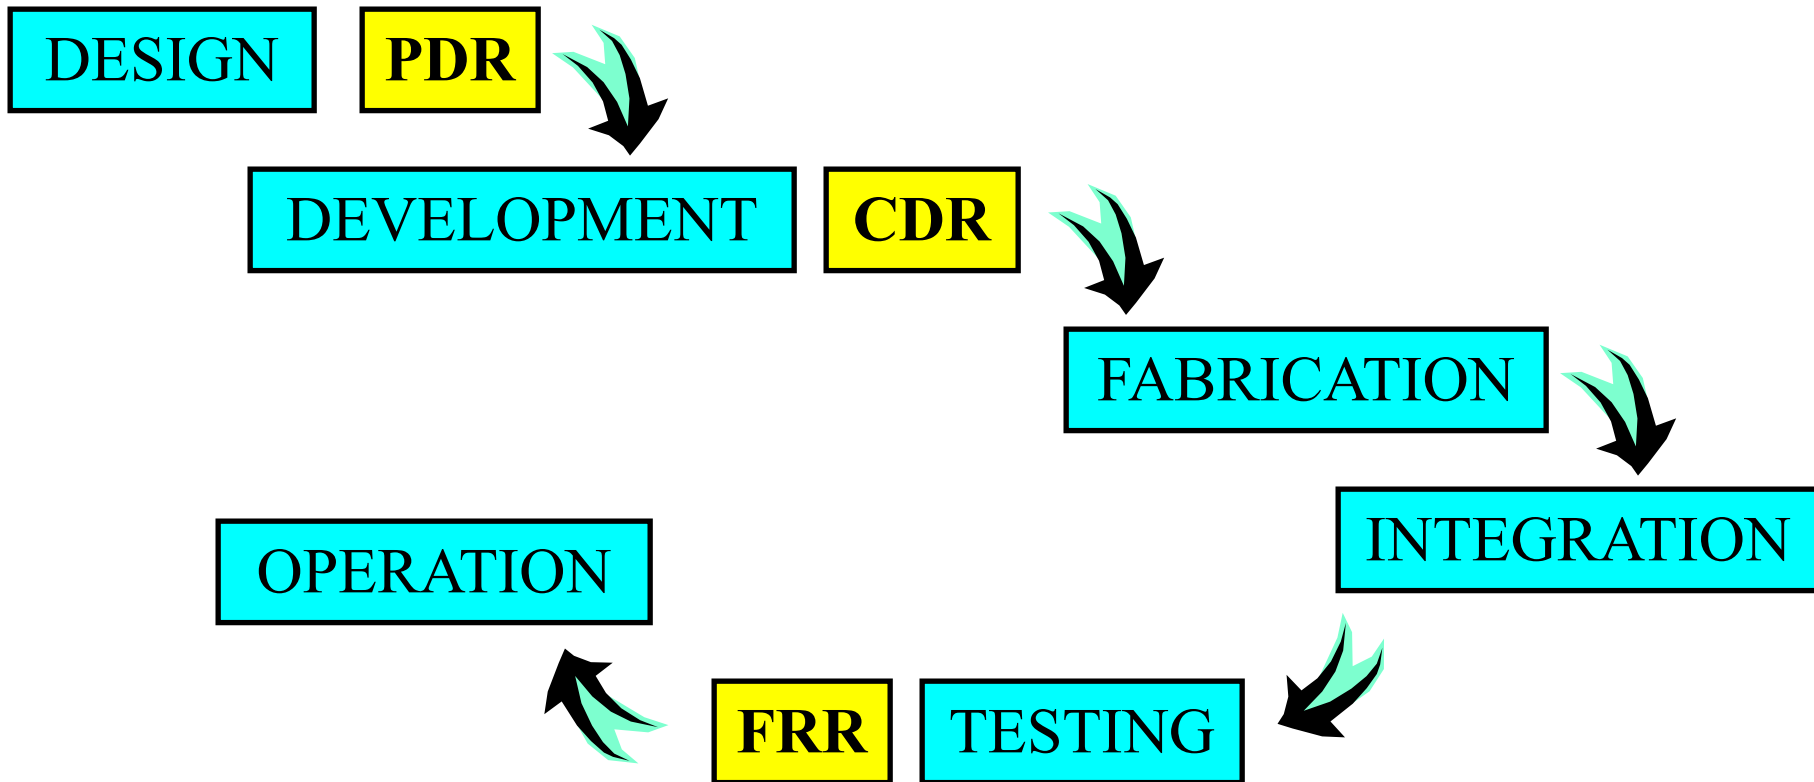 DESIGN PDR
DEVELOPMENT CDR
FABRICATION
INTEGRATION
OPERATION
FRR TESTING